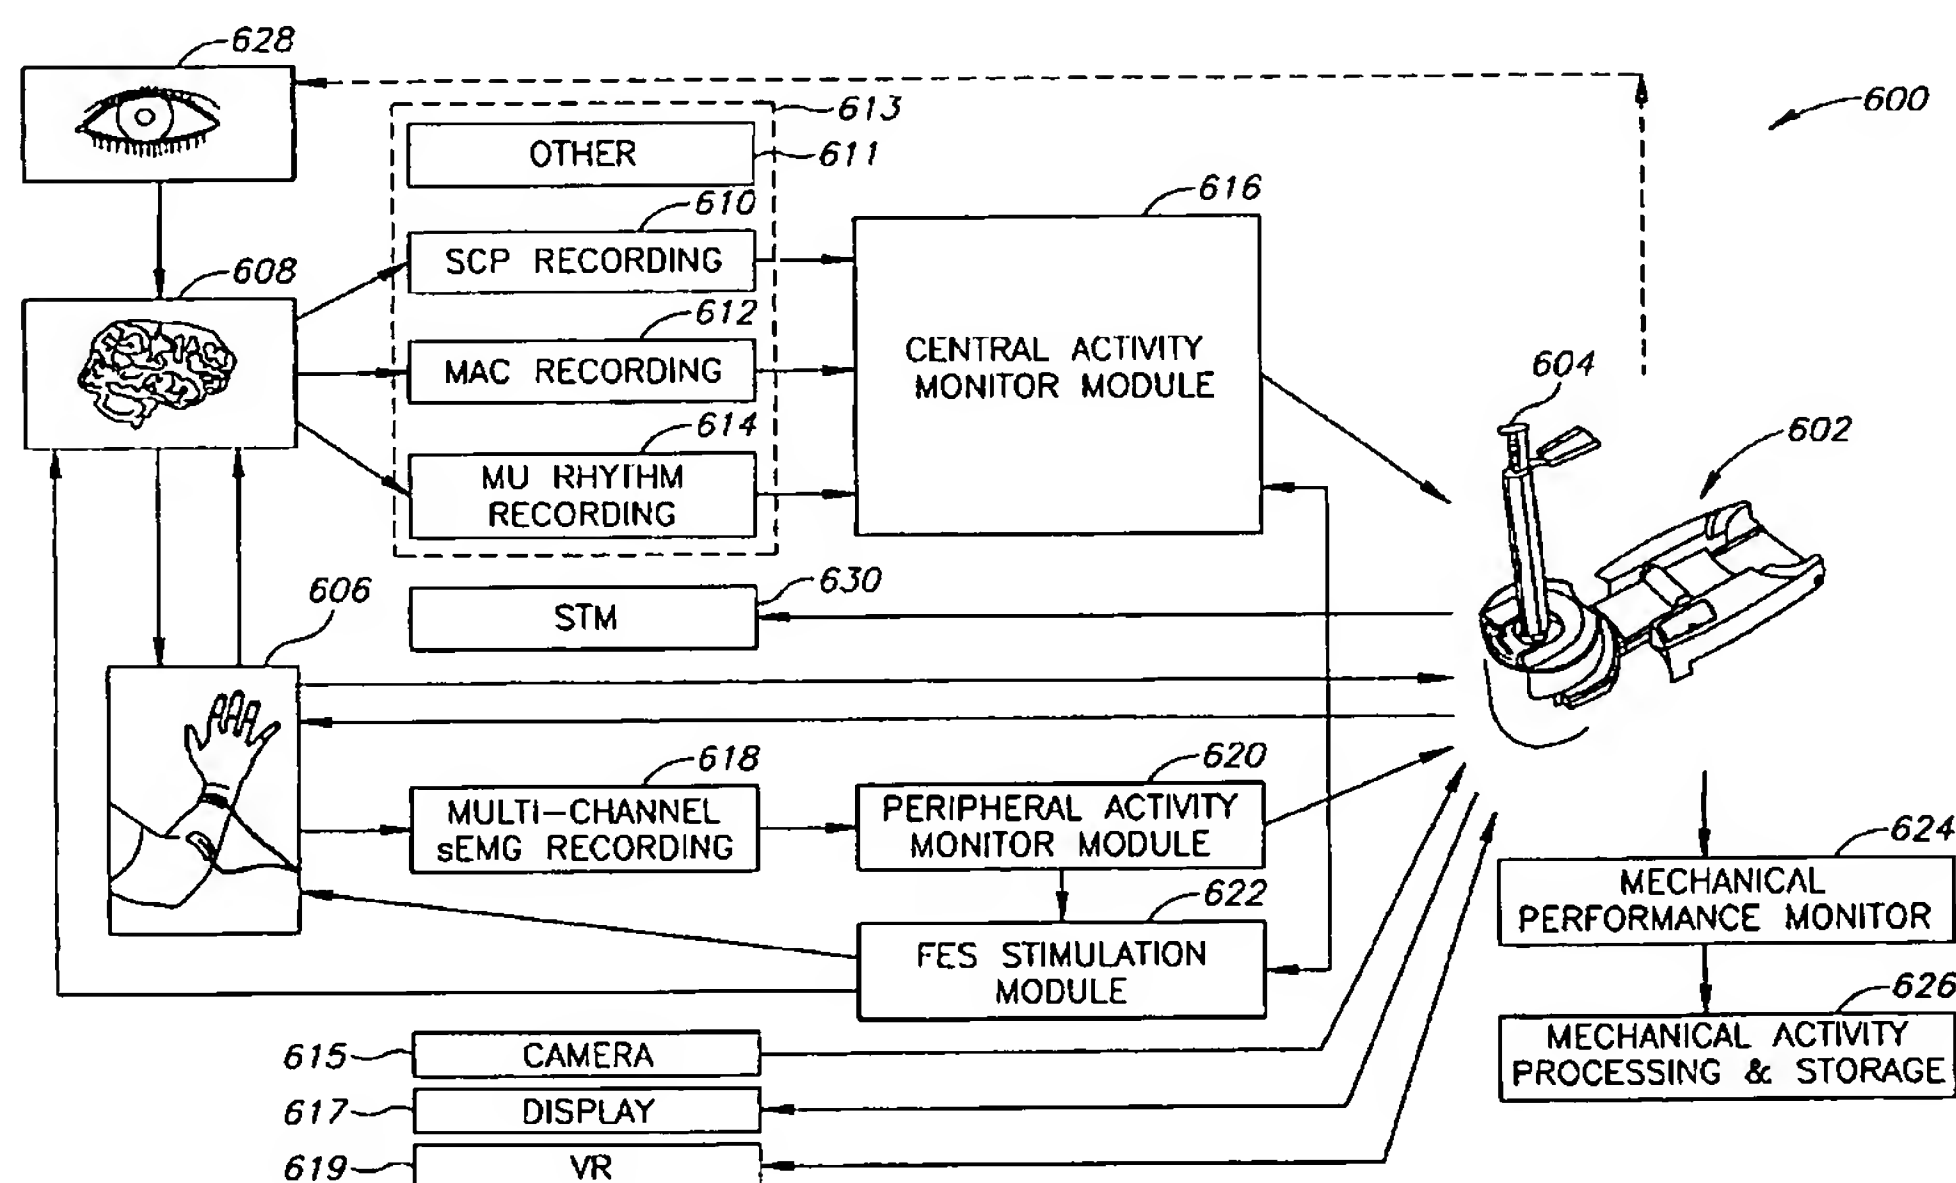 628
600
613
OTHER
611
610
SCP RECORDING
616
608
612
MAC RECORDING
CENTRAL ACTIVITY
MONITOR MODULE
604
602
614
MU RHYTHM
RECORDING
606
630
STM
618
MULTI-CHANNEL
sEMG RECORDING
620
PERIPHERAL ACTIVITY
MONITOR MODULE
624
MECHANICAL
PERFORMANCE MONITOR
622
FES STIMULATION
MODULE
626
MECHANICAL ACTIVITY
PROCESSING & STORAGE
615
CAMERA
617
DISPLAY
619
VR